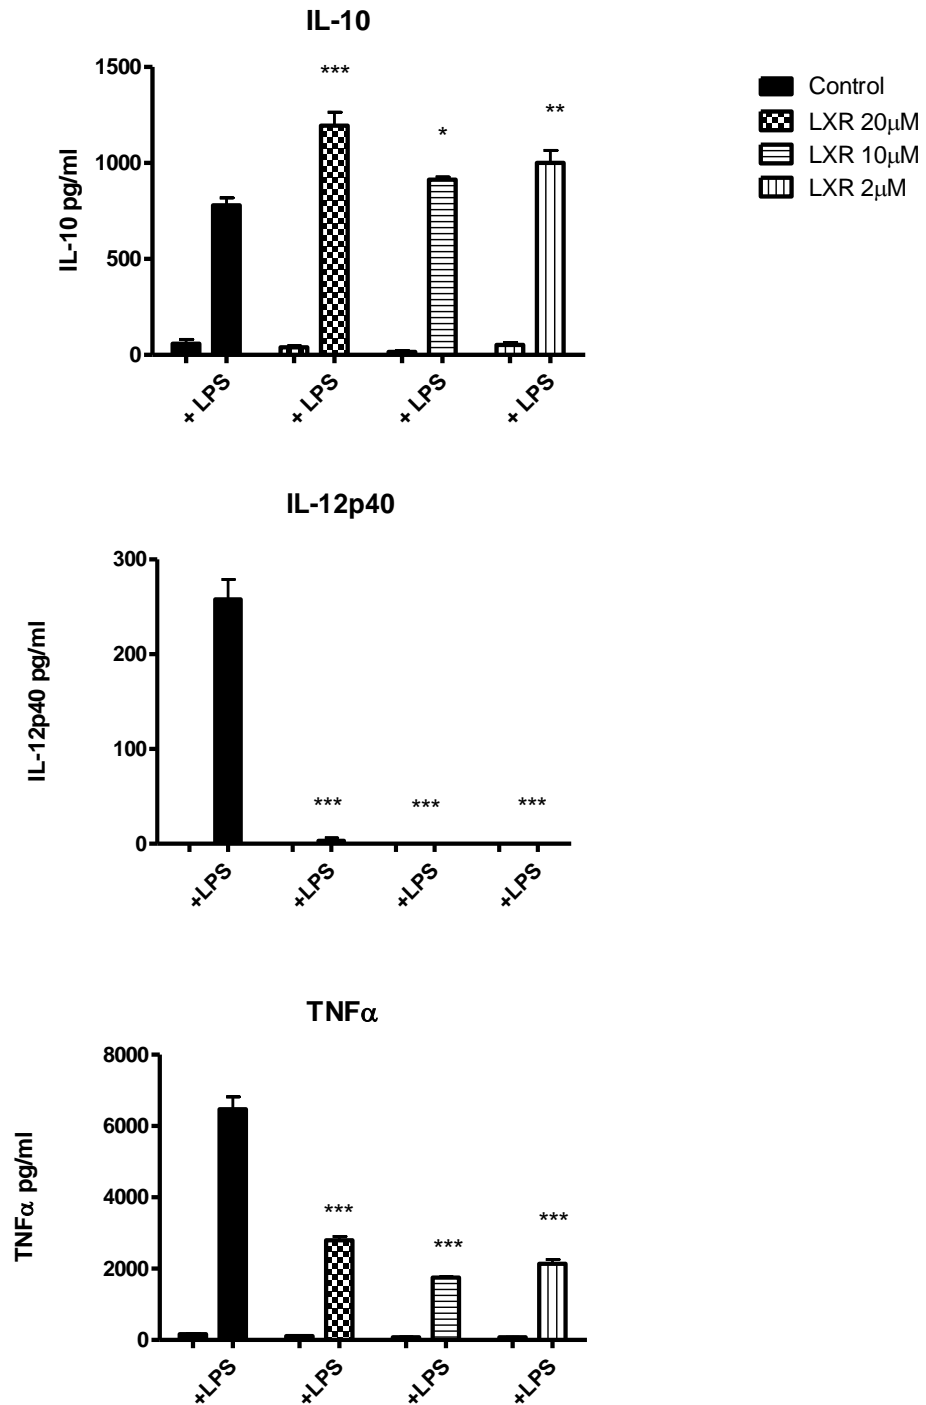 IL-10
IL-10 pg/ml
1500
1000
500
0
***
*
**
+ LPS
+ LPS
+ LPS
+ LPS
Control
LXR 20μM
LXR 10μM
LXR 2μM
IL-12p40
IL-12p40 pg/ml
300
200
100
0
***
***
***
+LPS
+LPS
+LPS
+LPS
TNFα
TNFα pg/ml
8000
6000
4000
2000
0
***
***
***
+LPS
+LPS
+LPS
+LPS